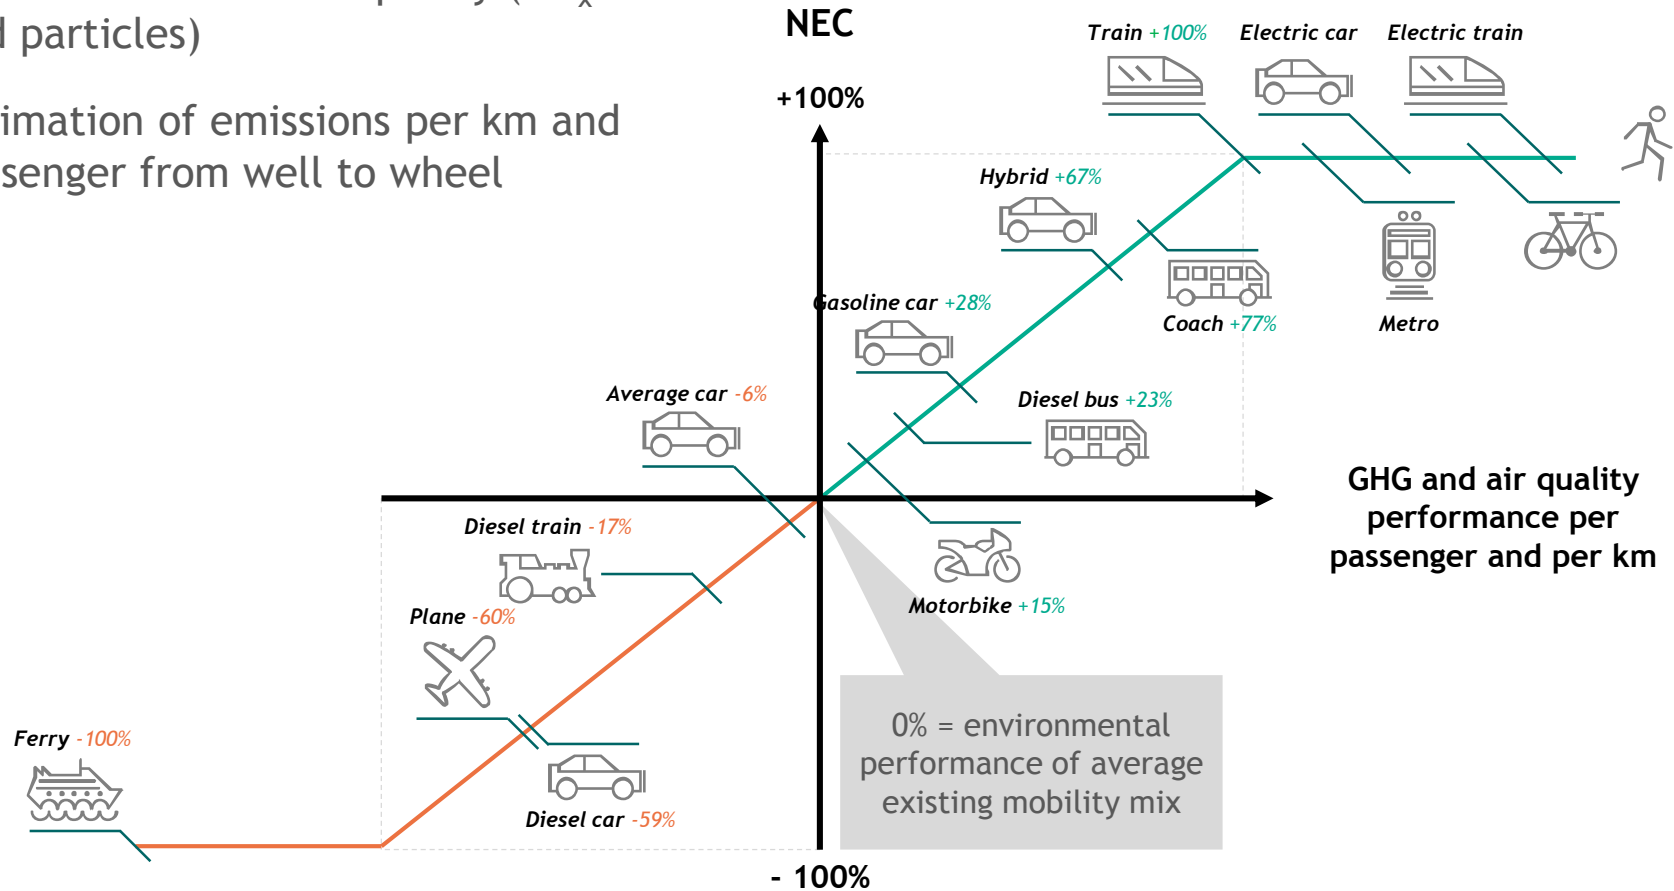 particles)
imation of emissions per km and
senger from well to wheel
NEC
+100%
Train +100%
Electric car
Electric train
Hybrid +67%
Coach +77%
Metro
Gasoline car +28%
Average car -6%
Diesel bus +23%
GHG and air quality
performance per
passenger and per km
Diesel train -17%
Motorbike +15%
Plane -60%
0% = environmental
performance of average
existing mobility mix
Ferry -100%
Diesel car -59%
- 100%